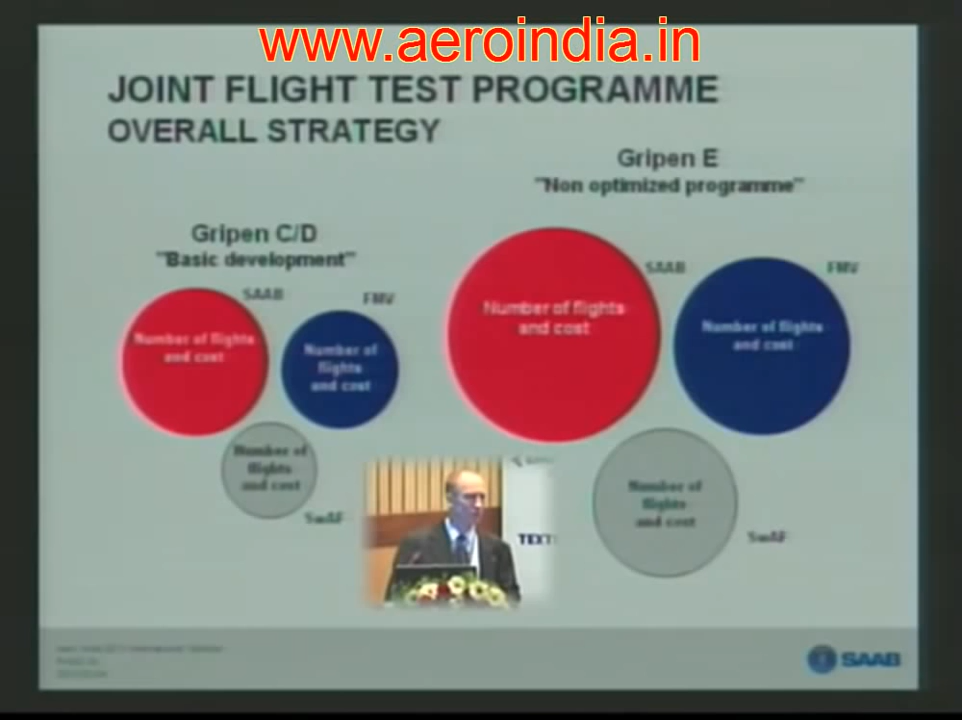 www.aeroindia.in
JOINT FLIGHT TEST PROGRAMME
OVERALL STRATEGY
Gripen E
"Non optimized programme"
Gripen C/D
"Basic development"
SAAB
FMV
Number of flights
and cost
Number of
flights
and cost
Number of
flights
and cost
SwAF
SAAB
FMV
Number of flights
and cost
Number of flights
and cost
Number of
flights
and cost
SwAF
TEXT
SAAB